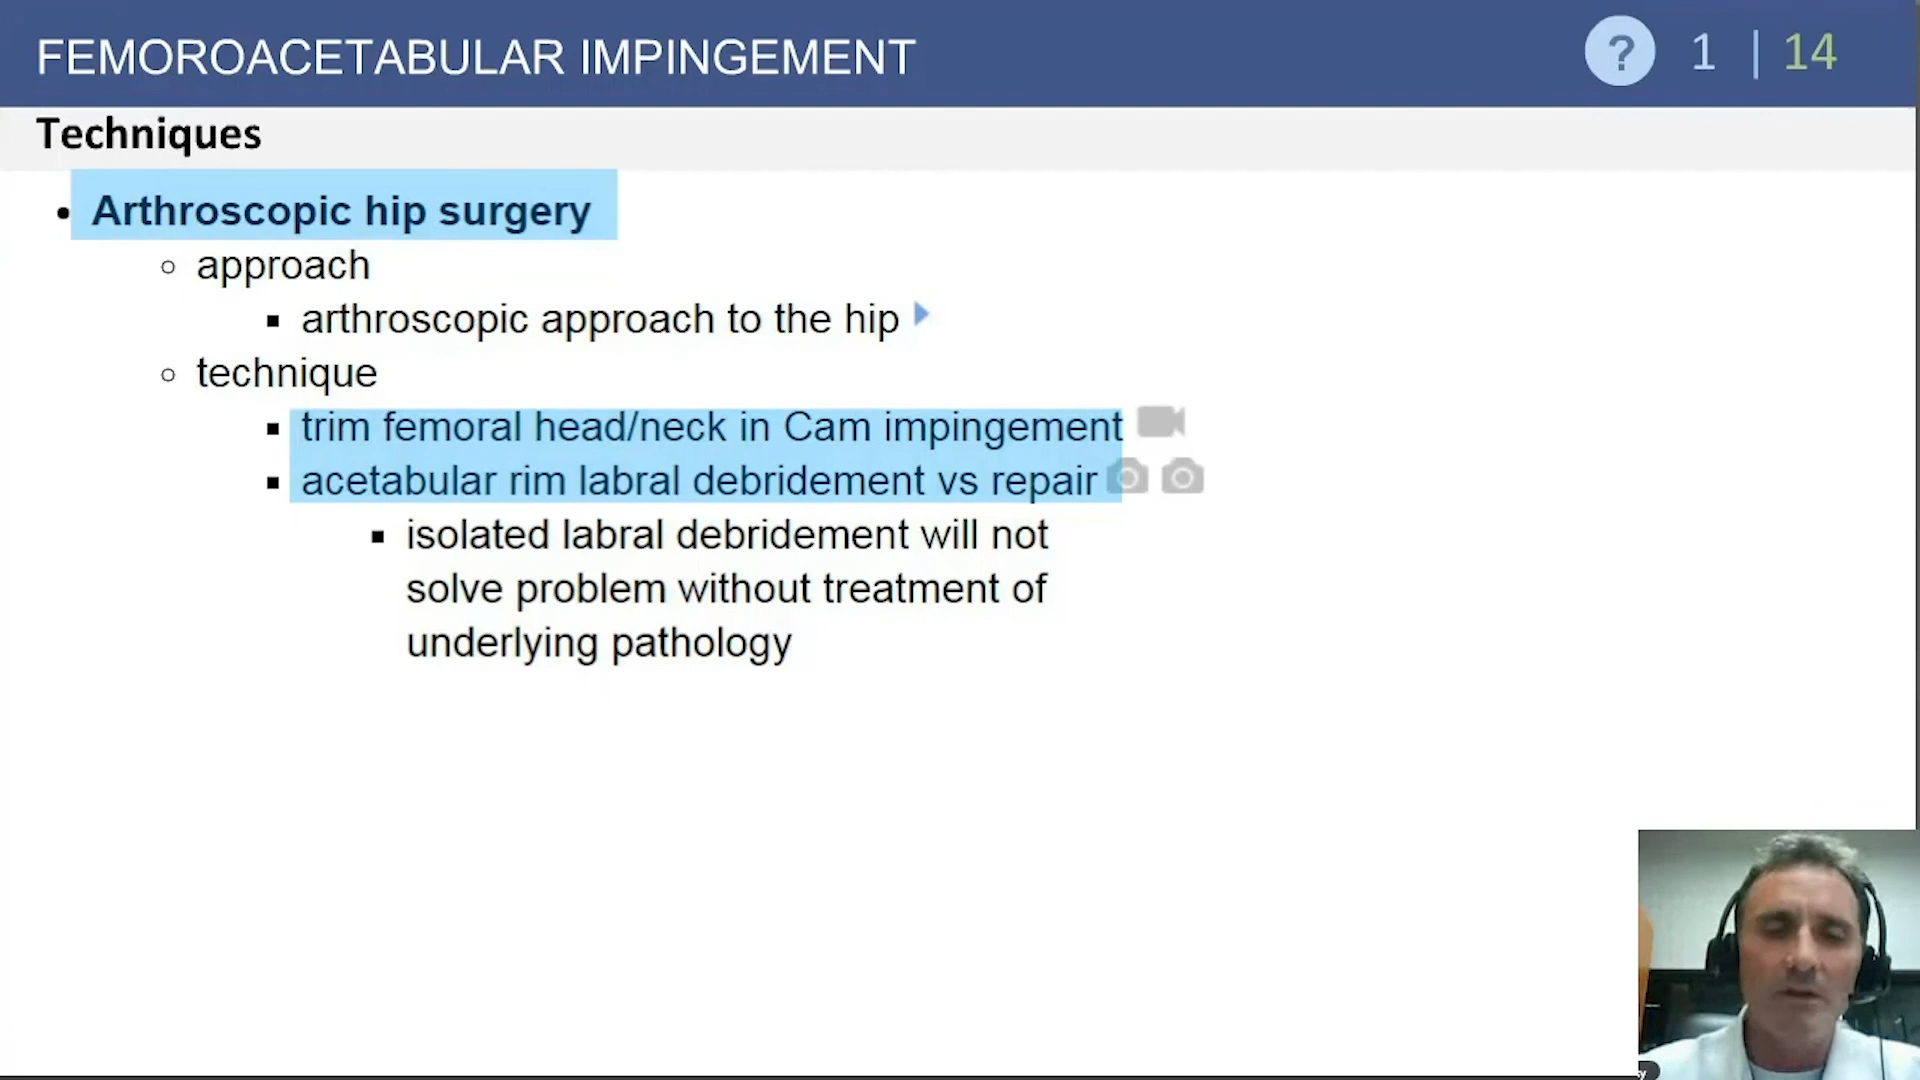 FEMOROACETABULAR IMPINGEMENT
? 1 | 14
Techniques
• Arthroscopic hip surgery
○ approach
▪ arthroscopic approach to the hip
○ technique
▪ trim femoral head/neck in Cam impingement
▪ acetabular rim labral debridement vs repair
▪ isolated labral debridement will not
solve problem without treatment of
underlying pathology